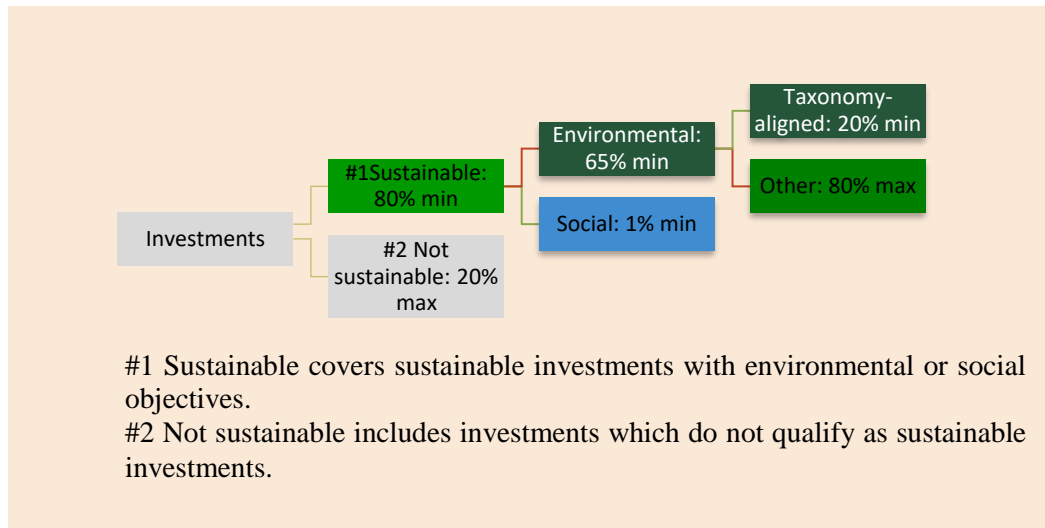 Investments
#1Sustainable:
80% min
#2 Not
sustainable: 20%
max
Environmental:
65% min
Social: 1% min
Taxonomy-
aligned: 20% min
Other: 80% max
#1 Sustainable covers sustainable investments with environmental or social
objectives.
#2 Not sustainable includes investments which do not qualify as sustainable
investments.